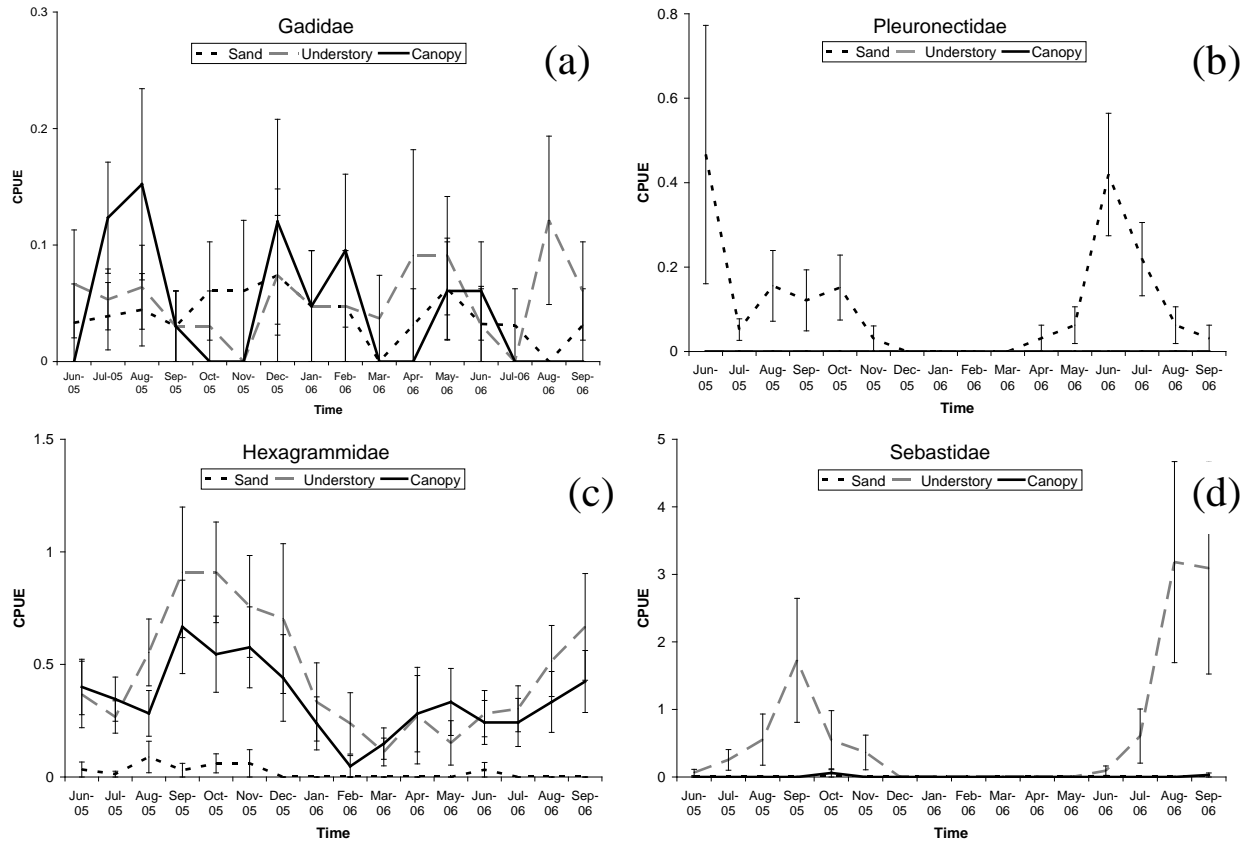 Gadidae
Sand Understory Canopy
(a)
0.3
0.2
0.1
0
CPUE
Jun-05 Jul-05 Aug-05 Sep-05 Oct-05 Nov-05 Dec-05 Jan-06 Feb-06 Mar-06 Apr-06 May-06 Jun-06 Jul-06 Aug-06 Sep-06
Time
Pleuronectidae
Sand Understory Canopy
(b)
0.8
0.6
0.4
0.2
0
CPUE
Jun-05 Jul-05 Aug-05 Sep-05 Oct-05 Nov-05 Dec-05 Jan-06 Feb-06 Mar-06 Apr-06 May-06 Jun-06 Jul-06 Aug-06 Sep-06
Time
Hexagrammidae
Sand Understory Canopy
(c)
1.5
1
0.5
0
CPUE
Jun-05 Jul-05 Aug-05 Sep-05 Oct-05 Nov-05 Dec-05 Jan-06 Feb-06 Mar-06 Apr-06 May-06 Jun-06 Jul-06 Aug-06 Sep-06
Time
Sebastidae
Sand Understory Canopy
(d)
5
4
3
2
1
0
CPUE
Jun-05 Jul-05 Aug-05 Sep-05 Oct-05 Nov-05 Dec-05 Jan-06 Feb-06 Mar-06 Apr-06 May-06 Jun-06 Jul-06 Aug-06 Sep-06
Time